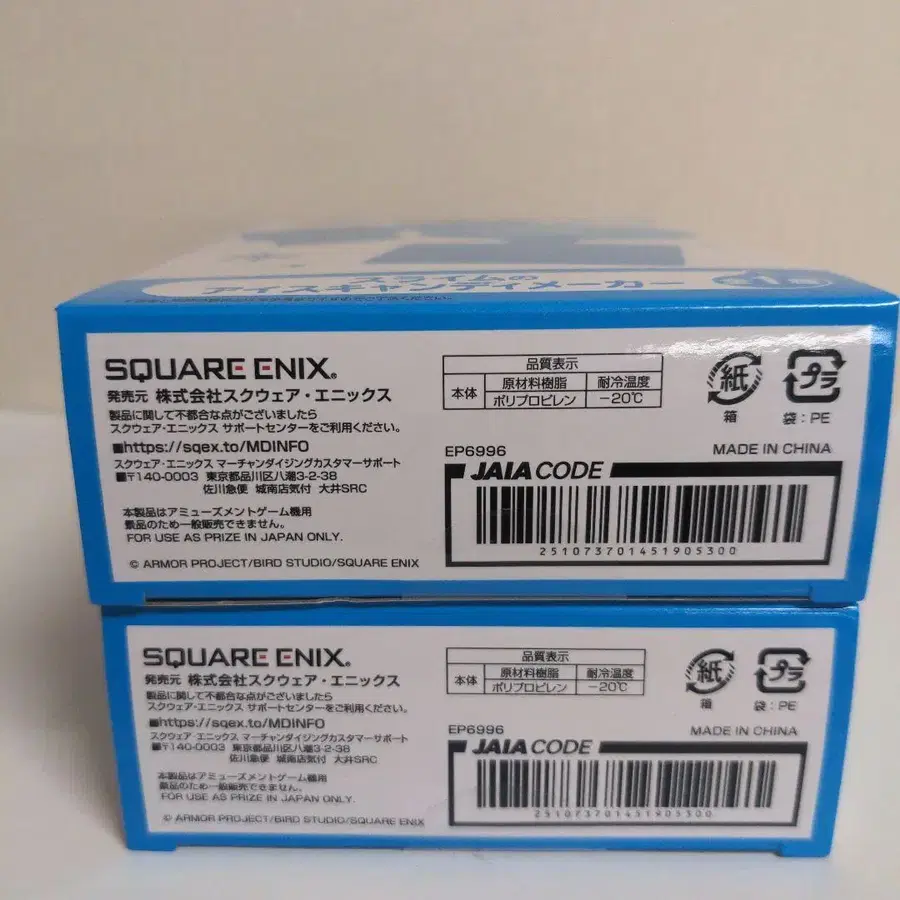 スライムの
アイスキャンディメーカー
SQUARE ENIX®
発売元 株式会社スクウェア・エニックス
製品に関して不都合な点がございましたら
スクウェア・エニックス サポートセンターをご利用ください。
■https://sqex.to/MDINFO
スクウェア・エニックス マーチャンダイジングカスタマーサポート
■〒140-0003 東京都品川区八潮3-2-38
佐川急便 城南店気付 大井SRC
本製品はアミューズメントゲーム機用
景品のため一般販売できません。
FOR USE AS PRIZE IN JAPAN ONLY.
© ARMOR PROJECT/BIRD STUDIO/SQUARE ENIX
品質表示
本体 原材料樹脂 耐冷温度
ポリプロピレン -20℃
紙
箱
プラ
袋:PE
EP6996
MADE IN CHINA
JAIA CODE
251073701451905300
SQUARE ENIX®
発売元 株式会社スクウェア・エニックス
製品に関して不都合な点がございましたら
スクウェア・エニックス サポートセンターをご利用ください。
■https://sqex.to/MDINFO
スクウェア・エニックス マーチャンダイジングカスタマーサポート
■〒140-0003 東京都品川区八潮3-2-38
佐川急便 城南店気付 大井SRC
本製品はアミューズメントゲーム機用
景品のため一般販売できません。
FOR USE AS PRIZE IN JAPAN ONLY.
© ARMOR PROJECT/BIRD STUDIO/SQUARE ENIX
品質表示
本体 原材料樹脂 耐冷温度
ポリプロピレン -20℃
紙
箱
プラ
袋:PE
EP6996
MADE IN CHINA
JAIA CODE
251073701451905300